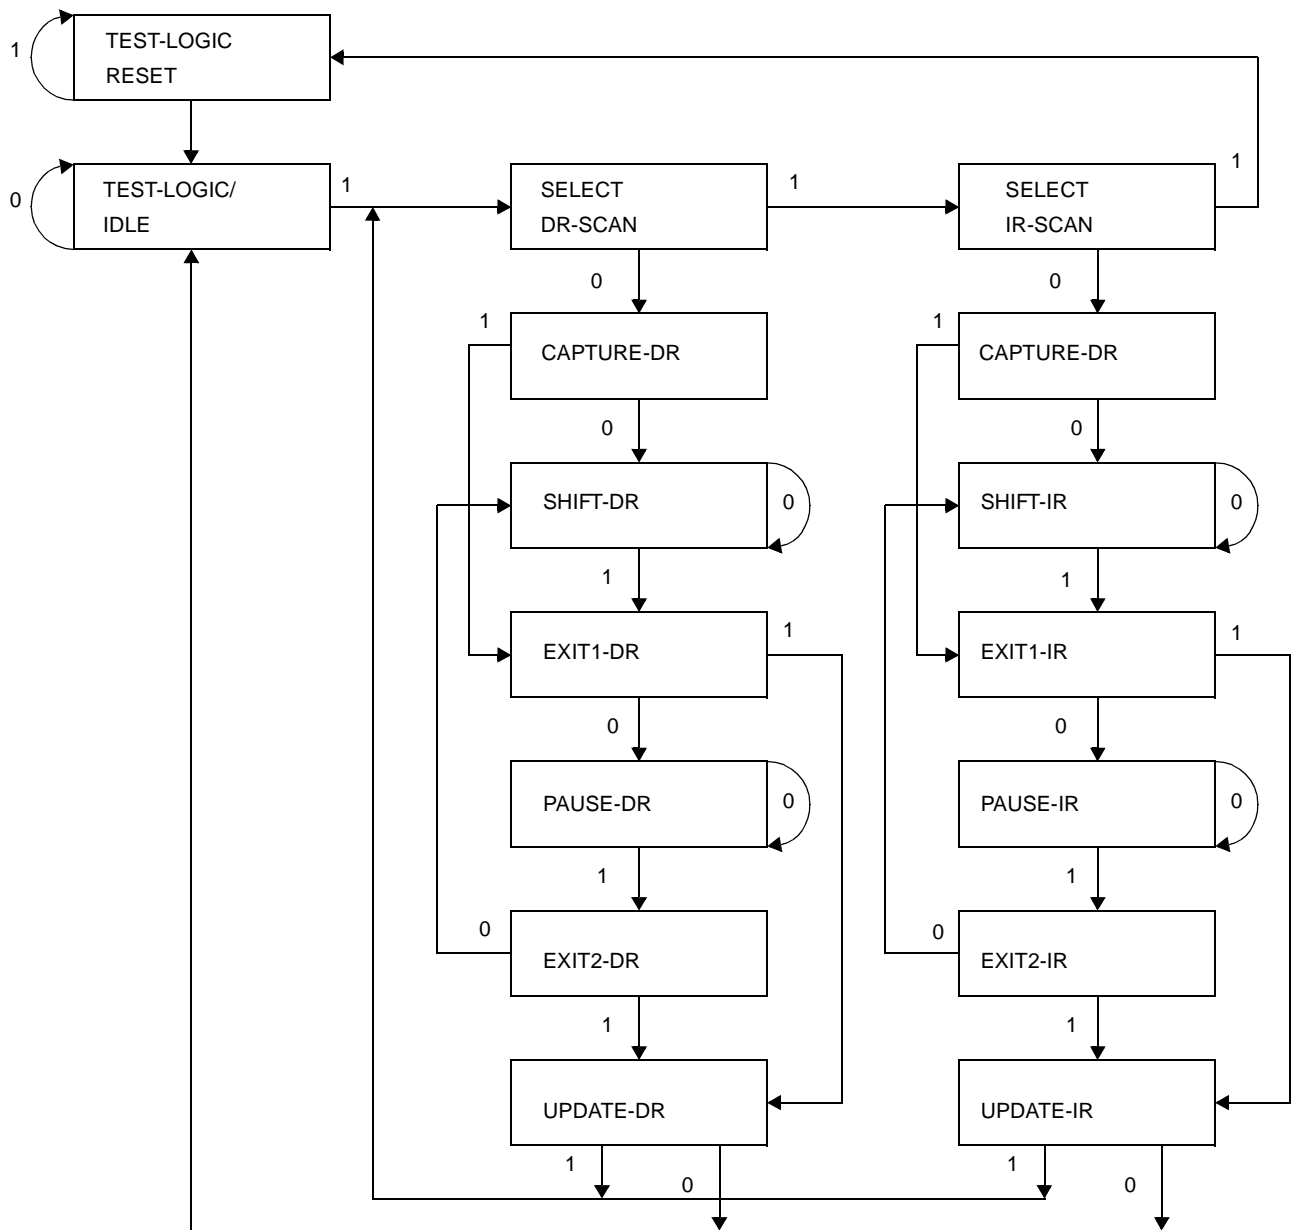 1
TEST-LOGIC
RESET
0
TEST-LOGIC/
IDLE
1
SELECT
DR-SCAN
1
SELECT
IR-SCAN
1
0
0
1
CAPTURE-DR
1
CAPTURE-DR
0
0
SHIFT-DR
0
SHIFT-IR
0
1
1
EXIT1-DR
1
EXIT1-IR
1
0
0
PAUSE-DR
0
PAUSE-IR
0
1
1
0
EXIT2-DR
0
EXIT2-IR
1
1
UPDATE-DR
UPDATE-IR
1
0
1
0